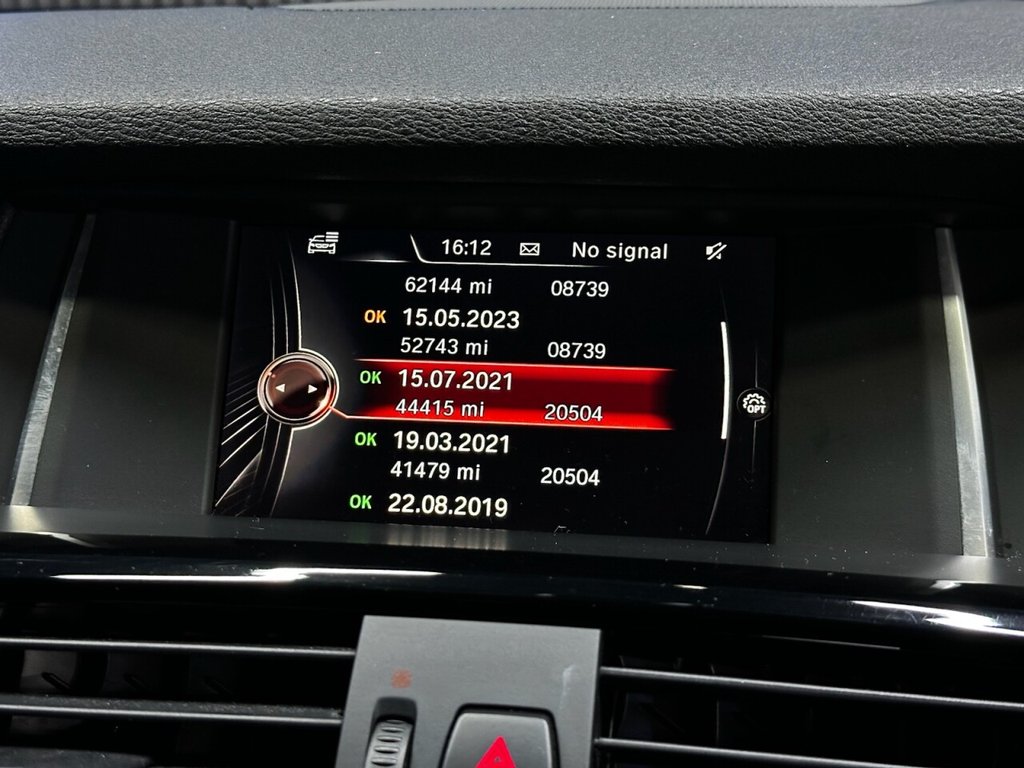 16:12 No signal
62144 mi 08739
OK 15.05.2023
52743 mi 08739
OK 15.07.2021
44415 mi 20504
OK 19.03.2021
41479 mi 20504
OPT
OK 22.08.2019